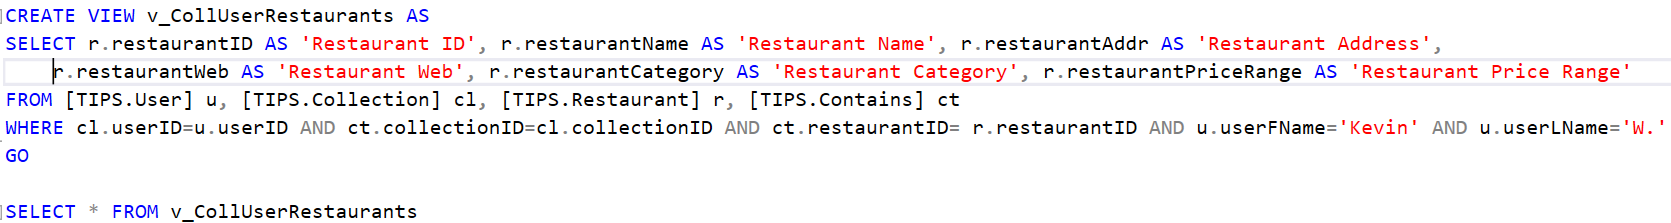 CREATE VIEW v_CollUserRestaurants AS
SELECT r.restaurantID AS 'Restaurant ID', r.restaurantName AS 'Restaurant Name', r.restaurantAddr AS 'Restaurant Address',
    r.restaurantWeb AS 'Restaurant Web', r.restaurantCategory AS 'Restaurant Category', r.restaurantPriceRange AS 'Restaurant Price Range'
FROM [TIPS.User] u, [TIPS.Collection] cl, [TIPS.Restaurant] r, [TIPS.Contains] ct
WHERE cl.userID=u.userID AND ct.collectionID=cl.collectionID AND ct.restaurantID= r.restaurantID AND u.userFName='Kevin' AND u.userLName='W.'
GO
SELECT * FROM v_CollUserRestaurants